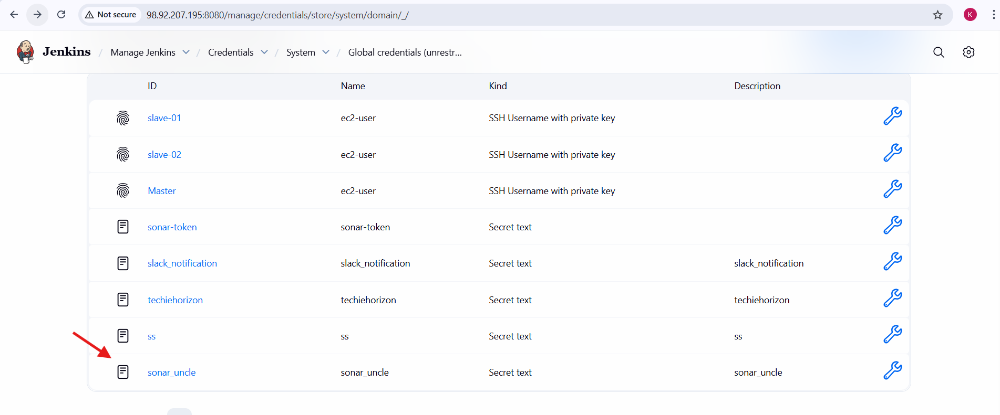 Not secure 98.92.207.195:8080/manage/credentials/store/system/domain/_/ K
Jenkins / Manage Jenkins / Credentials / System / Global credentials (unrestr...
ID Name Kind Description
slave-01 ec2-user SSH Username with private key
slave-02 ec2-user SSH Username with private key
Master ec2-user SSH Username with private key
sonar-token sonar-token Secret text
slack_notification slack_notification Secret text slack_notification
techiehorizon techiehorizon Secret text techiehorizon
ss ss Secret text ss
sonar_uncle sonar_uncle Secret text sonar_uncle